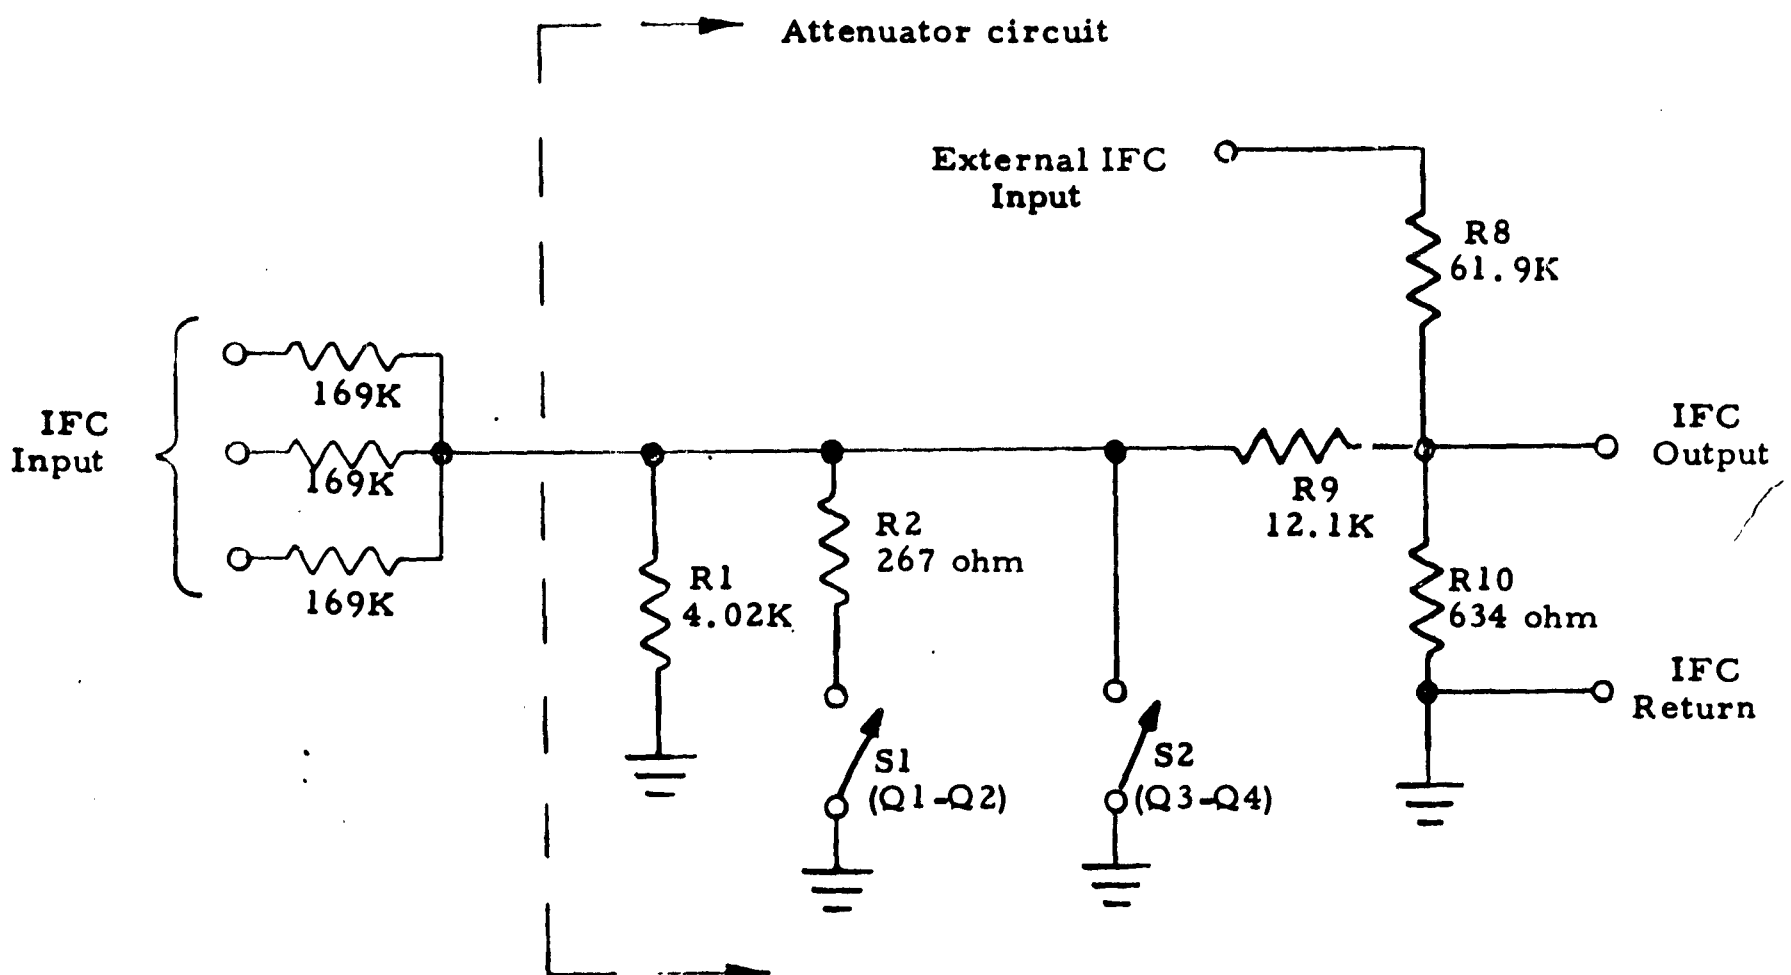 Attenuator circuit
External IFC
Input
R8
61.9K
IFC
Input
169K
169K
169K
R1
4.02K
R2
267 ohm
S1
(Q1-Q2)
S2
(Q3-Q4)
R9
12.1K
IFC
Output
R10
634 ohm
IFC
Return